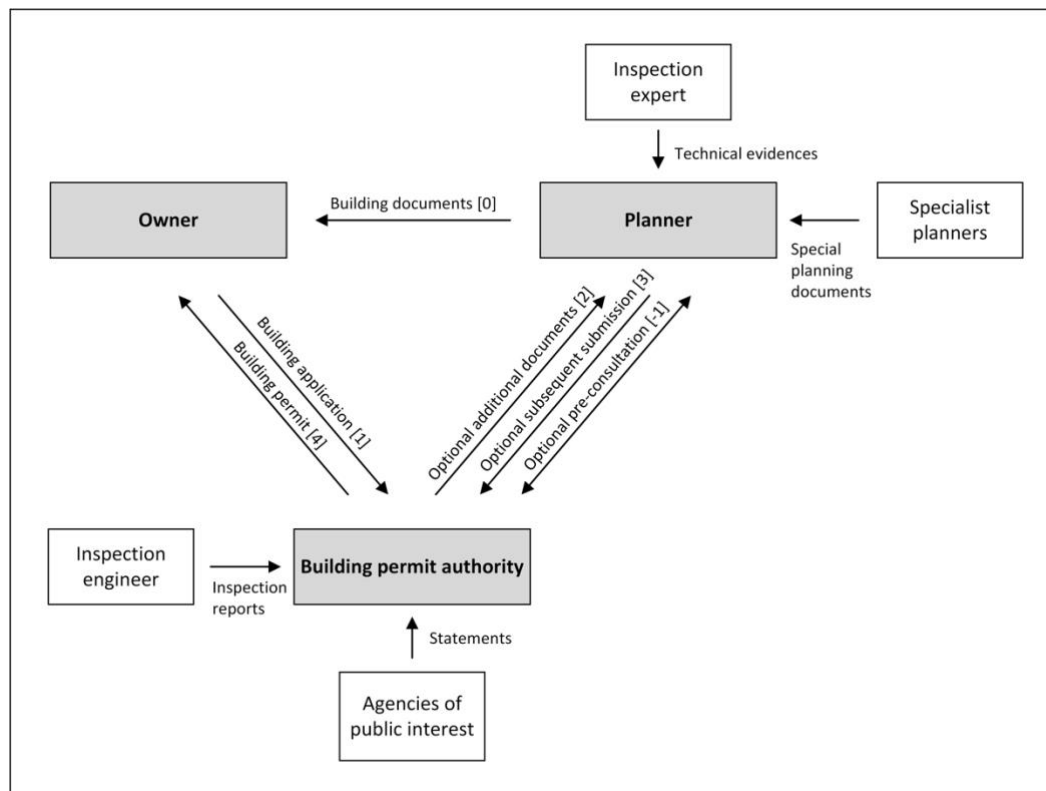 Inspection
expert
Technical evidences
Owner
Building documents [0]
Planner
Specialist
planners
Special
planning
documents
Building application [1]
Building permit [4]
Optional additional documents [2]
Optional subsequent submission [3]
Optional pre-consultation [-1]
Inspection
engineer
Inspection
reports
Building permit authority
Statements
Agencies of
public interest